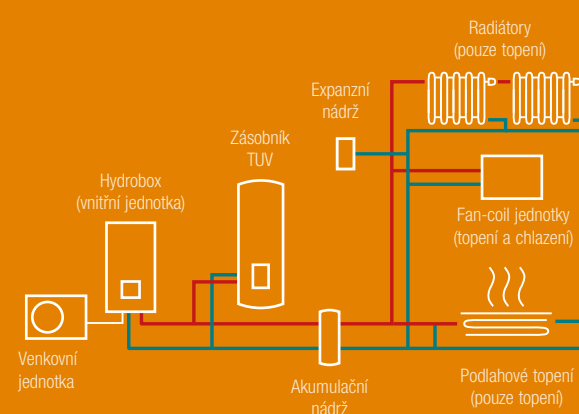 Radiátory
(pouze topení)
Expanzní
nádrž
Zásobník
TUV
Hydrobox
(vnitřní jednotka)
Fan-coil jednotky
(topení a chlazení)
Venkovní
jednotka
Akumulační
nádrž
Podlahové topení
(pouze topení)